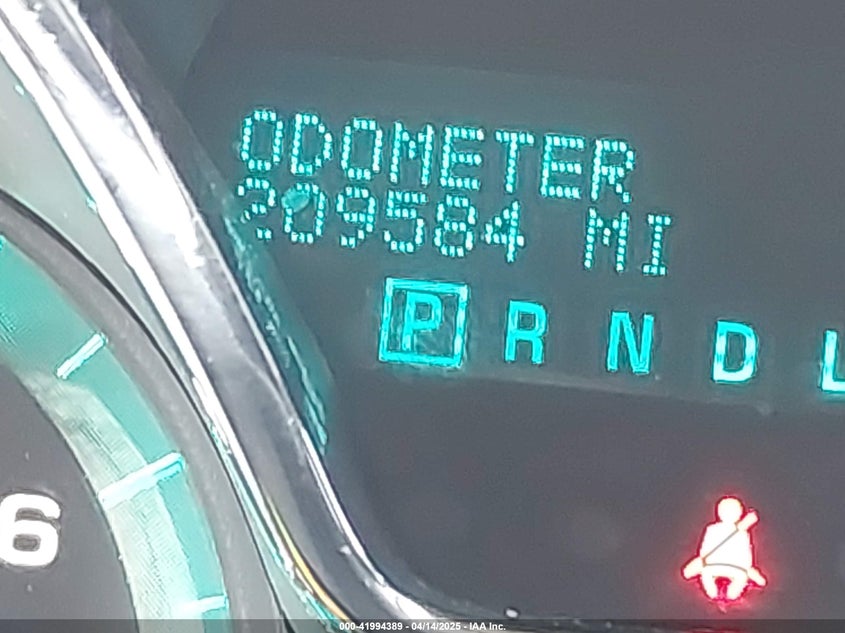 ODOMETER
209584 MI
P R N D L
6
000-41994389 - 04/14/2025 - IAA Inc.